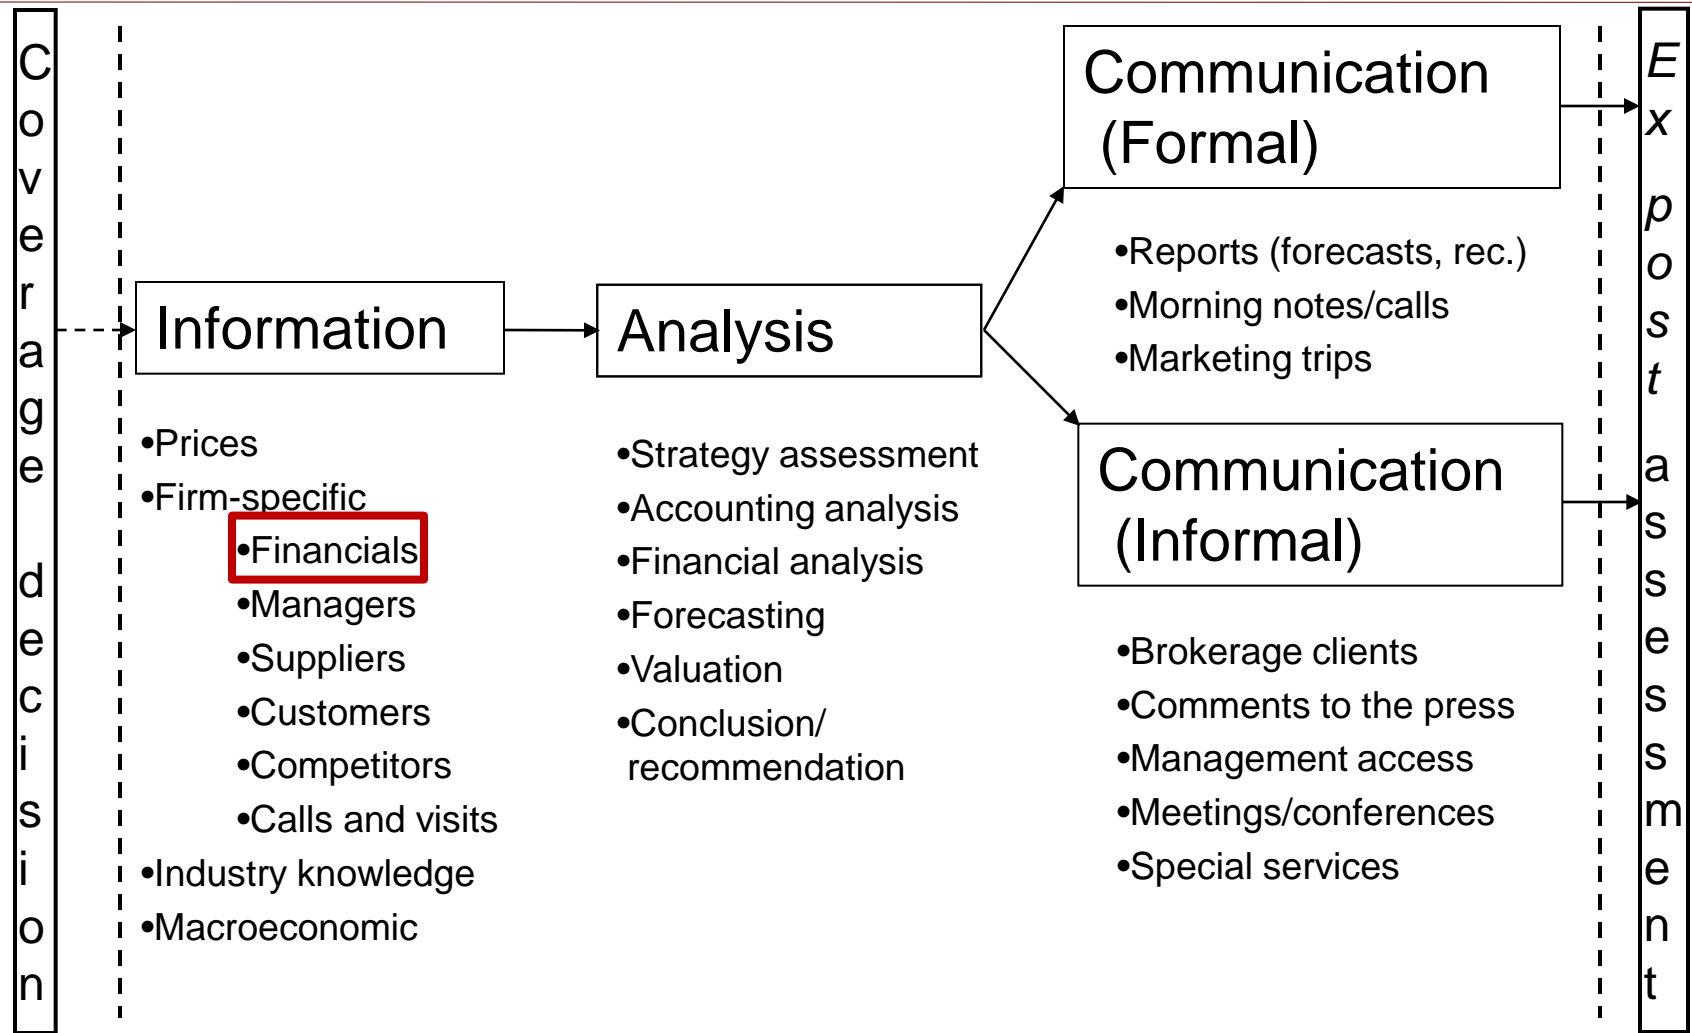 Coverage decision
Information
•Prices
•Firm-specific
•Financials
•Managers
•Suppliers
•Customers
•Competitors
•Calls and visits
•Industry knowledge
•Macroeconomic
Analysis
•Strategy assessment
•Accounting analysis
•Financial analysis
•Forecasting
•Valuation
•Conclusion/
recommendation
Communication
(Formal)
•Reports (forecasts, rec.)
•Morning notes/calls
•Marketing trips
Communication
(Informal)
•Brokerage clients
•Comments to the press
•Management access
•Meetings/conferences
•Special services
Ex post assessment